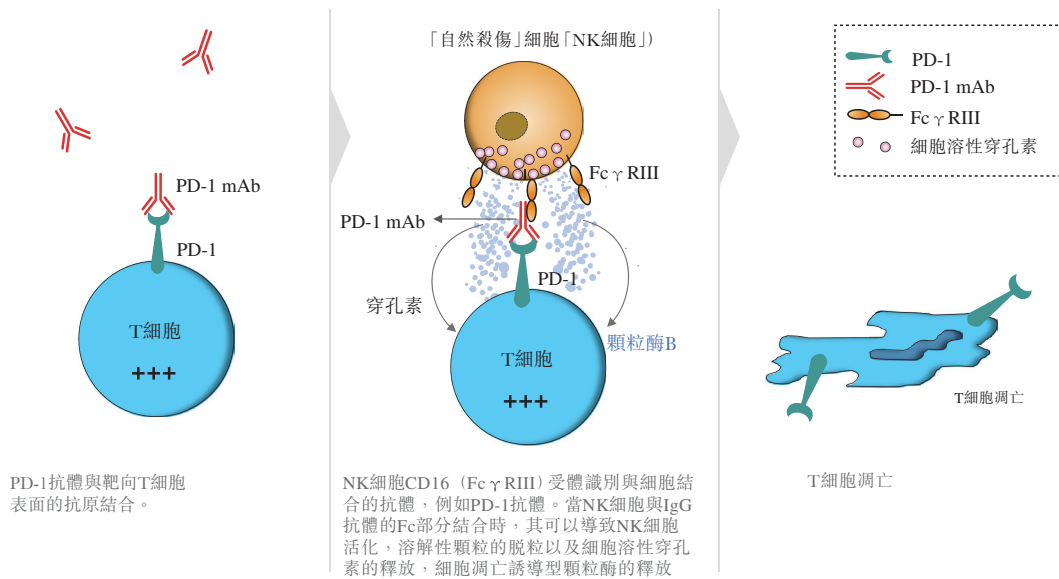 PD-1 mAb
PD-1
T細胞
+++
PD-1抗體與靶向T細胞
表面的抗原結合。
「自然殺傷」細胞「NK細胞」)
FcγRIII
PD-1 mAb
PD-1
穿孔素
顆粒酶B
T細胞
+++
NK細胞CD16（FcγRIII）受體識別與細胞結
合的抗體，例如PD-1抗體。當NK細胞與IgG
抗體的Fc部分結合時，其可以導致NK細胞
活化，溶解性顆粒的脱粒以及細胞溶性穿孔
素的釋放，細胞凋亡誘導型顆粒酶的釋放
PD-1
PD-1 mAb
FcγRIII
細胞溶性穿孔素
T細胞凋亡
T細胞凋亡